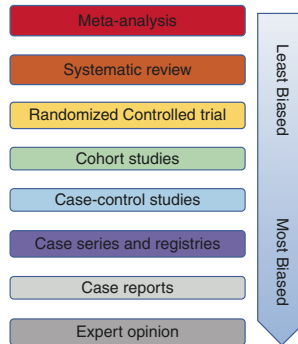 Meta-analysis
Systematic review
Randomized Controlled trial
Cohort studies
Case-control studies
Case series and registries
Case reports
Expert opinion
Least Biased
Most Biased